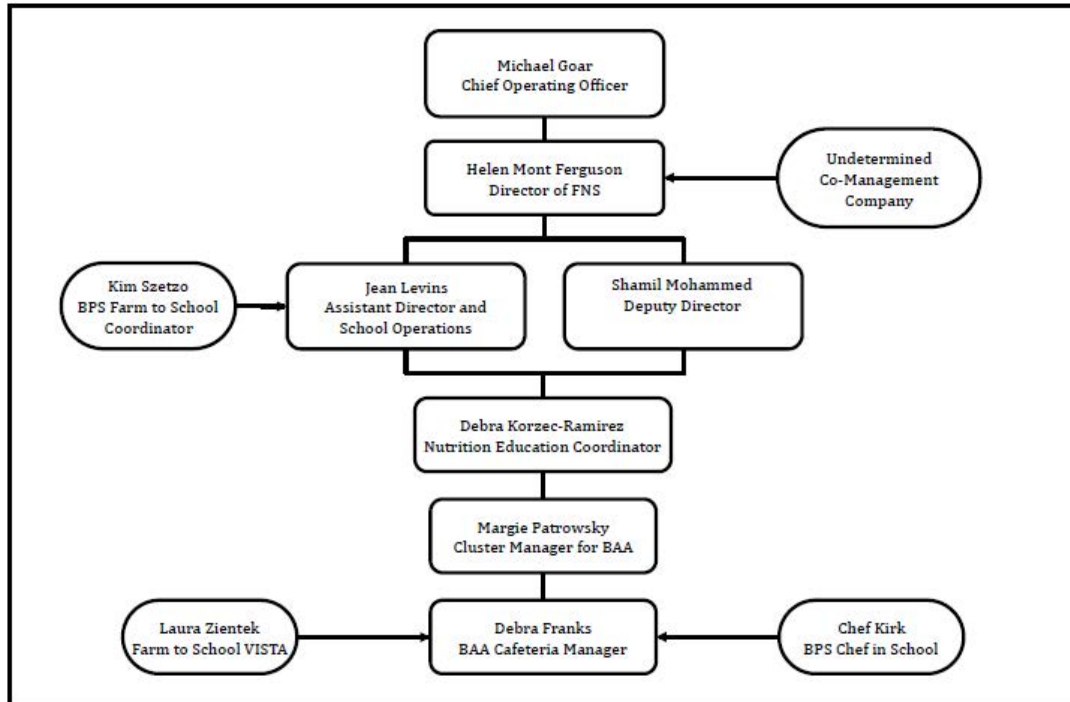 Michael Goar
Chief Operating Officer
Helen Mont Ferguson
Director of FNS
Undetermined
Co-Management
Company
Kim Szetzo
BPS Farm to School
Coordinator
Jean Levins
Assistant Director and
School Operations
Shamil Mohammed
Deputy Director
Debra Korzec-Ramirez
Nutrition Education Coordinator
Margie Patrowsky
Cluster Manager for BAA
Laura Zientek
Farm to School VISTA
Debra Franks
BAA Cafeteria Manager
Chef Kirk
BPS Chef in School